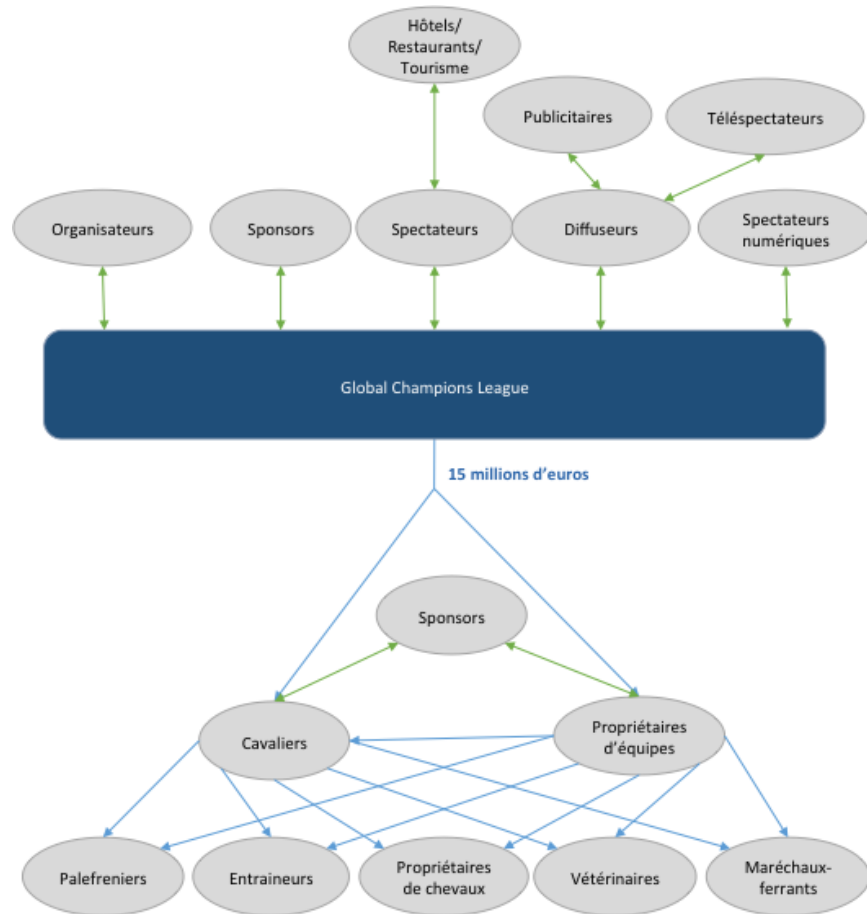 Hôtels/
Restaurants/
Tourisme
Publicitaires
Téléspectateurs
Organisateurs
Sponsors
Spectateurs
Diffuseurs
Spectateurs
numériques
Global Champions League
15 millions d'euros
Sponsors
Cavaliers
Propriétaires
d'équipes
Palefreniers
Entraineurs
Propriétaires
de chevaux
Vétérinaires
Maréchaux-
ferrants